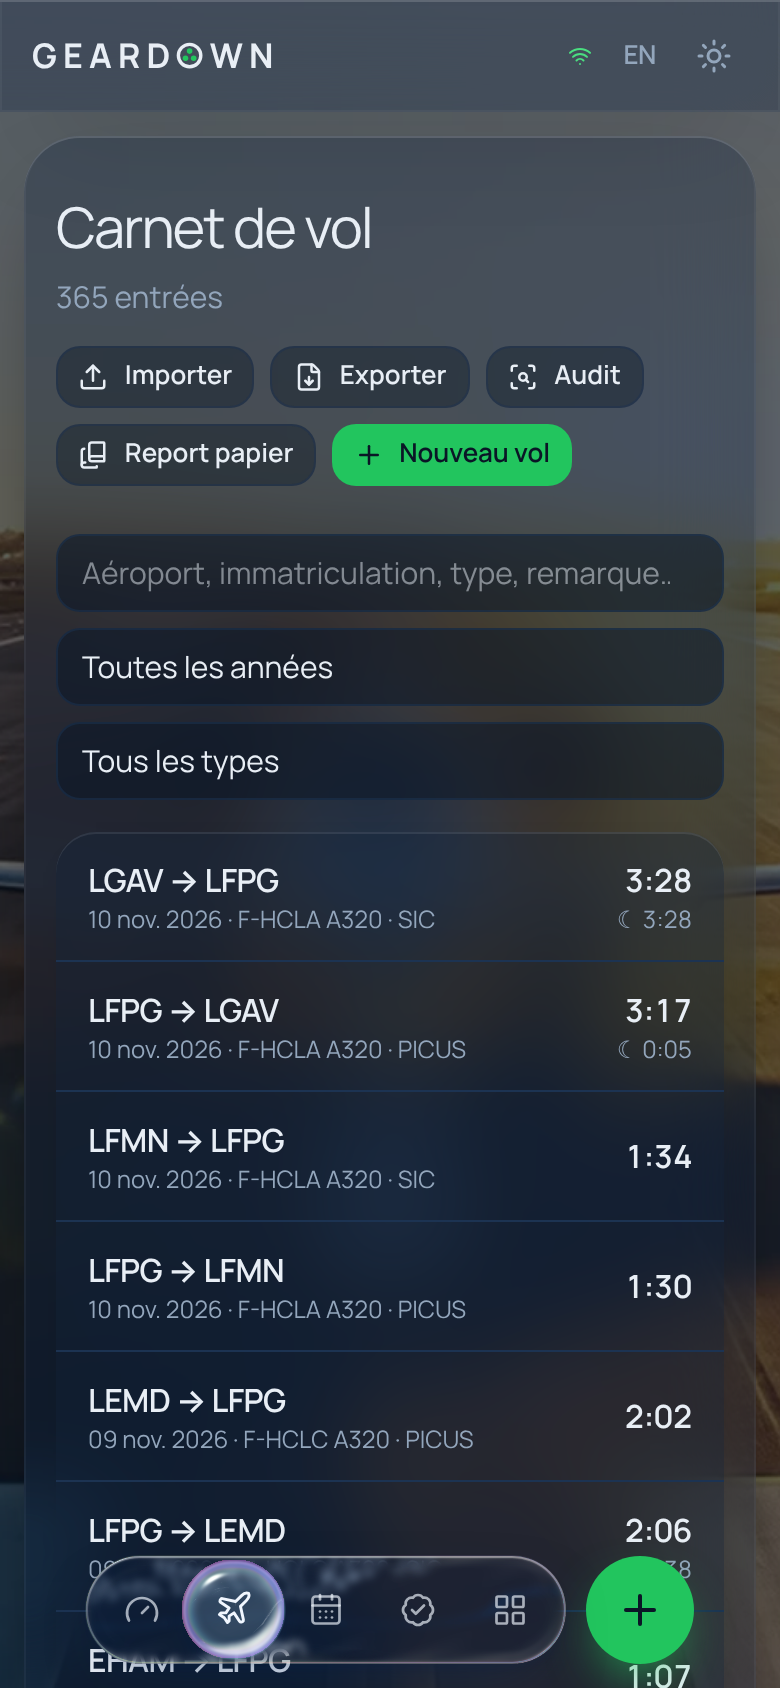 GEARDOWN
EN
Carnet de vol
365 entrées
Importer
Exporter
Audit
Report papier
Nouveau vol
Aéroport, immatriculation, type, remarque..
Toutes les années
Tous les types
LGAV → LFPG 3:28
10 nov. 2026 · F-HCLA A320 · SIC ☾ 3:28
LFPG → LGAV 3:17
10 nov. 2026 · F-HCLA A320 · PICUS ☾ 0:05
LFMN → LFPG 1:34
10 nov. 2026 · F-HCLA A320 · SIC
LFPG → LFMN 1:30
10 nov. 2026 · F-HCLA A320 · PICUS
LEMD → LFPG 2:02
09 nov. 2026 · F-HCLC A320 · PICUS
LFPG → LEMD 2:06
EHAM → LFPG 1:07